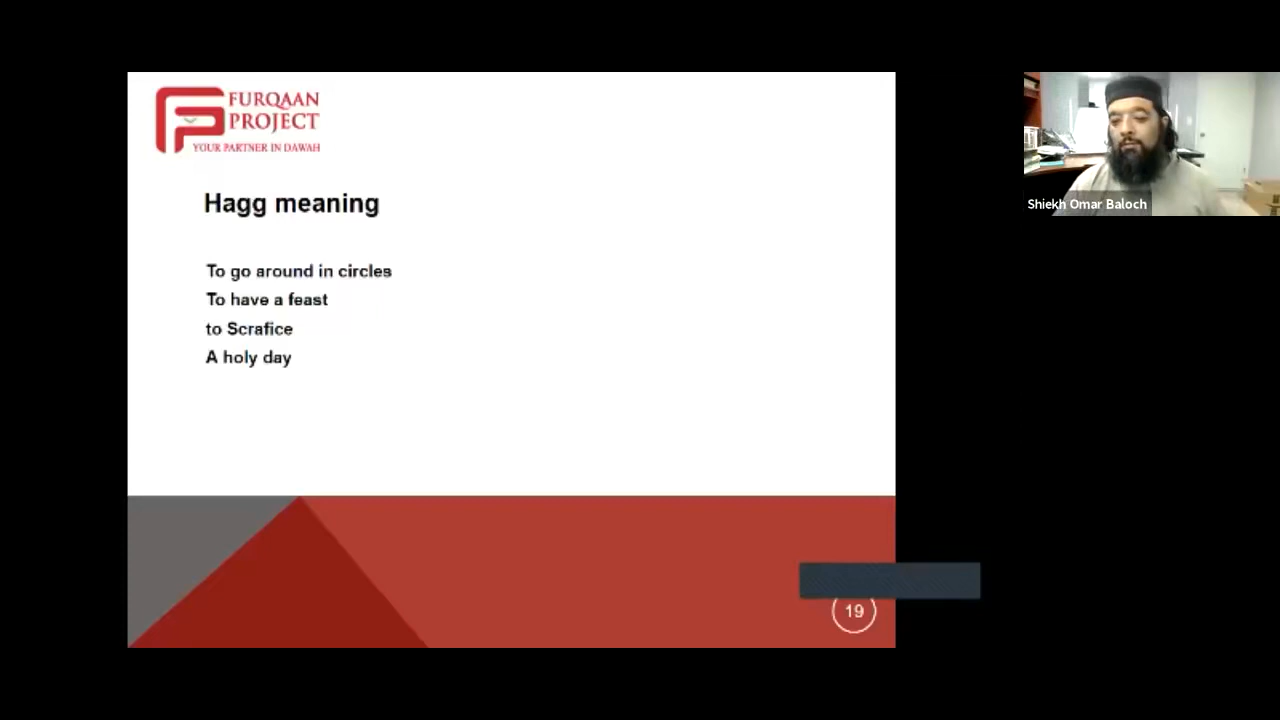 FURQAAN
PROJECT
YOUR PARTNER IN DAWAH
Hagg meaning
To go around in circles
To have a feast
to Scrafice
A holy day
19
Shiekh Omar Baloch